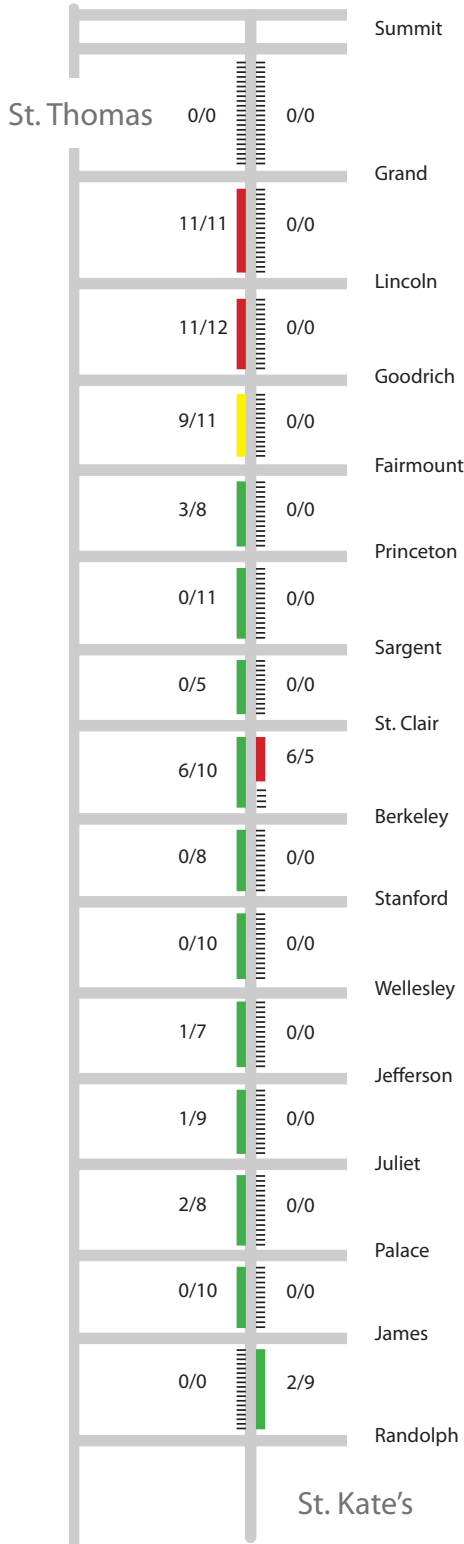 Summit
St. Thomas 0/0 0/0
Grand
11/11 0/0
Lincoln
11/12 0/0
Goodrich
9/11 0/0
Fairmount
3/8 0/0
Princeton
0/11 0/0
Sargent
0/5 0/0
St. Clair
6/10 6/5
Berkeley
0/8 0/0
Stanford
0/10 0/0
Wellesley
1/7 0/0
Jefferson
1/9 0/0
Juliet
2/8 0/0
Palace
0/10 0/0
James
0/0 2/9
Randolph
St. Kate's